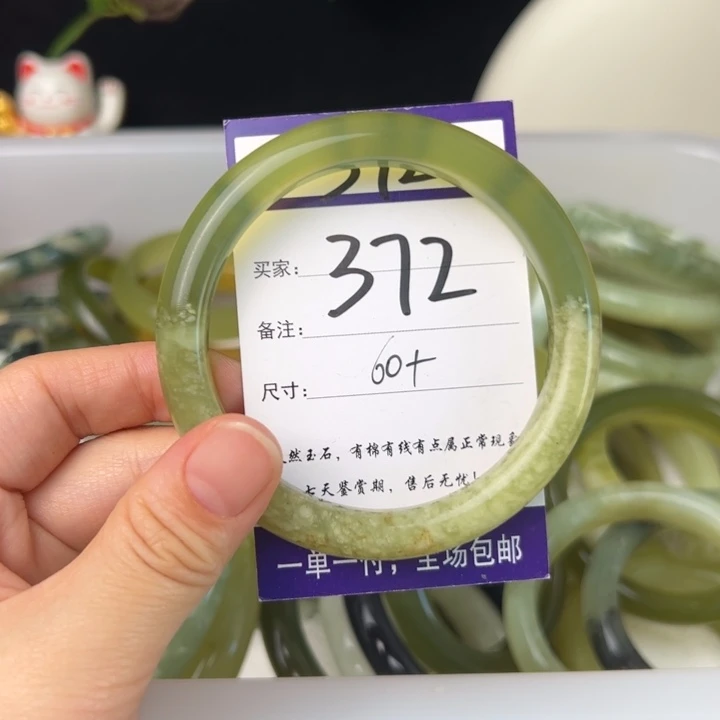 372
买家: 372
备注:
尺寸: 60+
然玉石，有棉有线有点属正常现象
七天鉴赏期，售后无忧！
一单一付，全场包邮